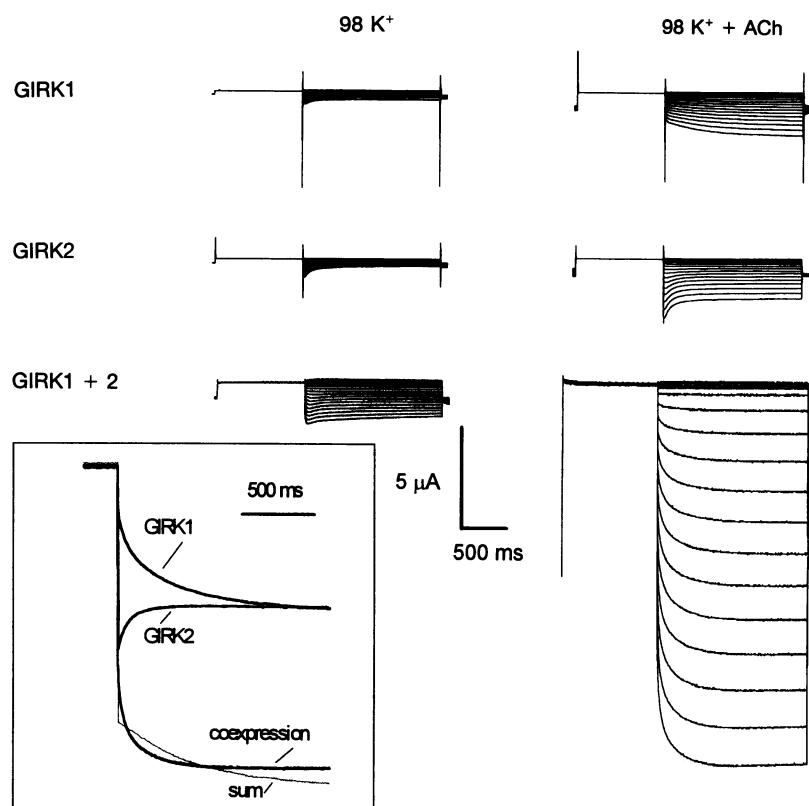 98 K⁺
98 K⁺ + ACh
GIRK1
GIRK2
GIRK1 + 2
5 µA
500 ms
500 ms
GIRK1
GIRK2
coexpression
sum